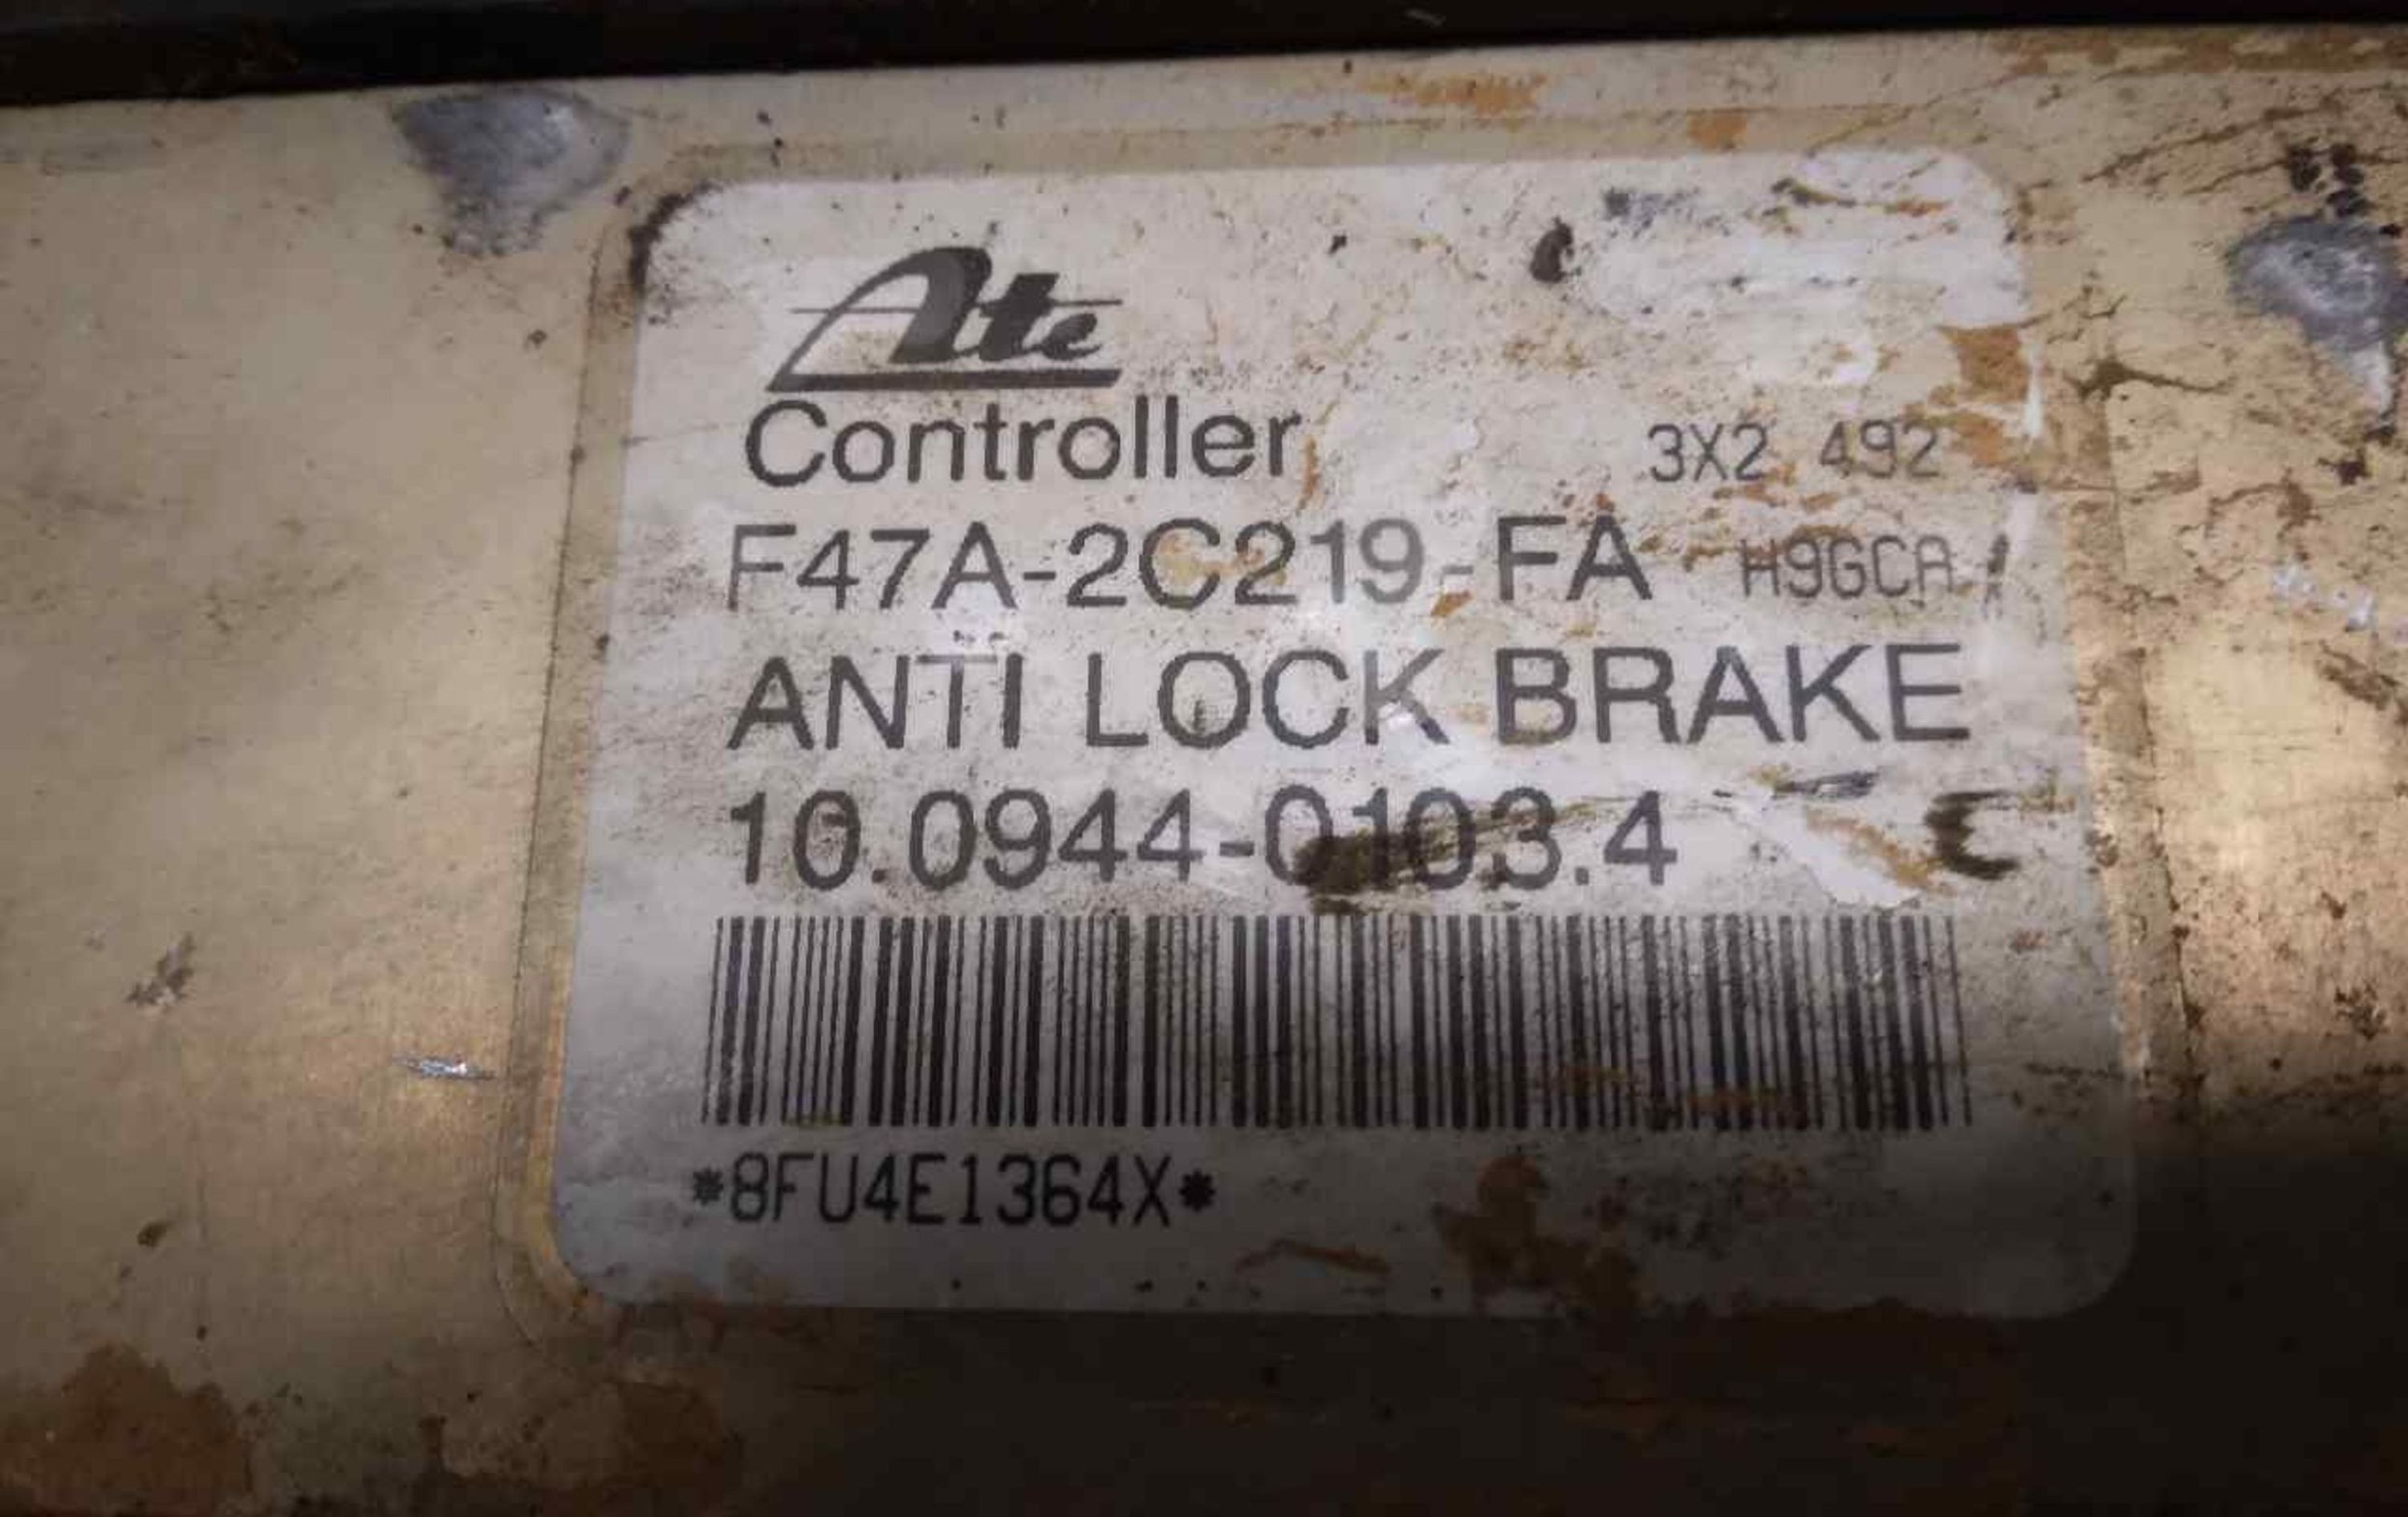 Ate
Controller 3X2 492
F47A-2C219-FA H9GCA
ANTI LOCK BRAKE
10.0944-0103.4
*8FU4E1364X*